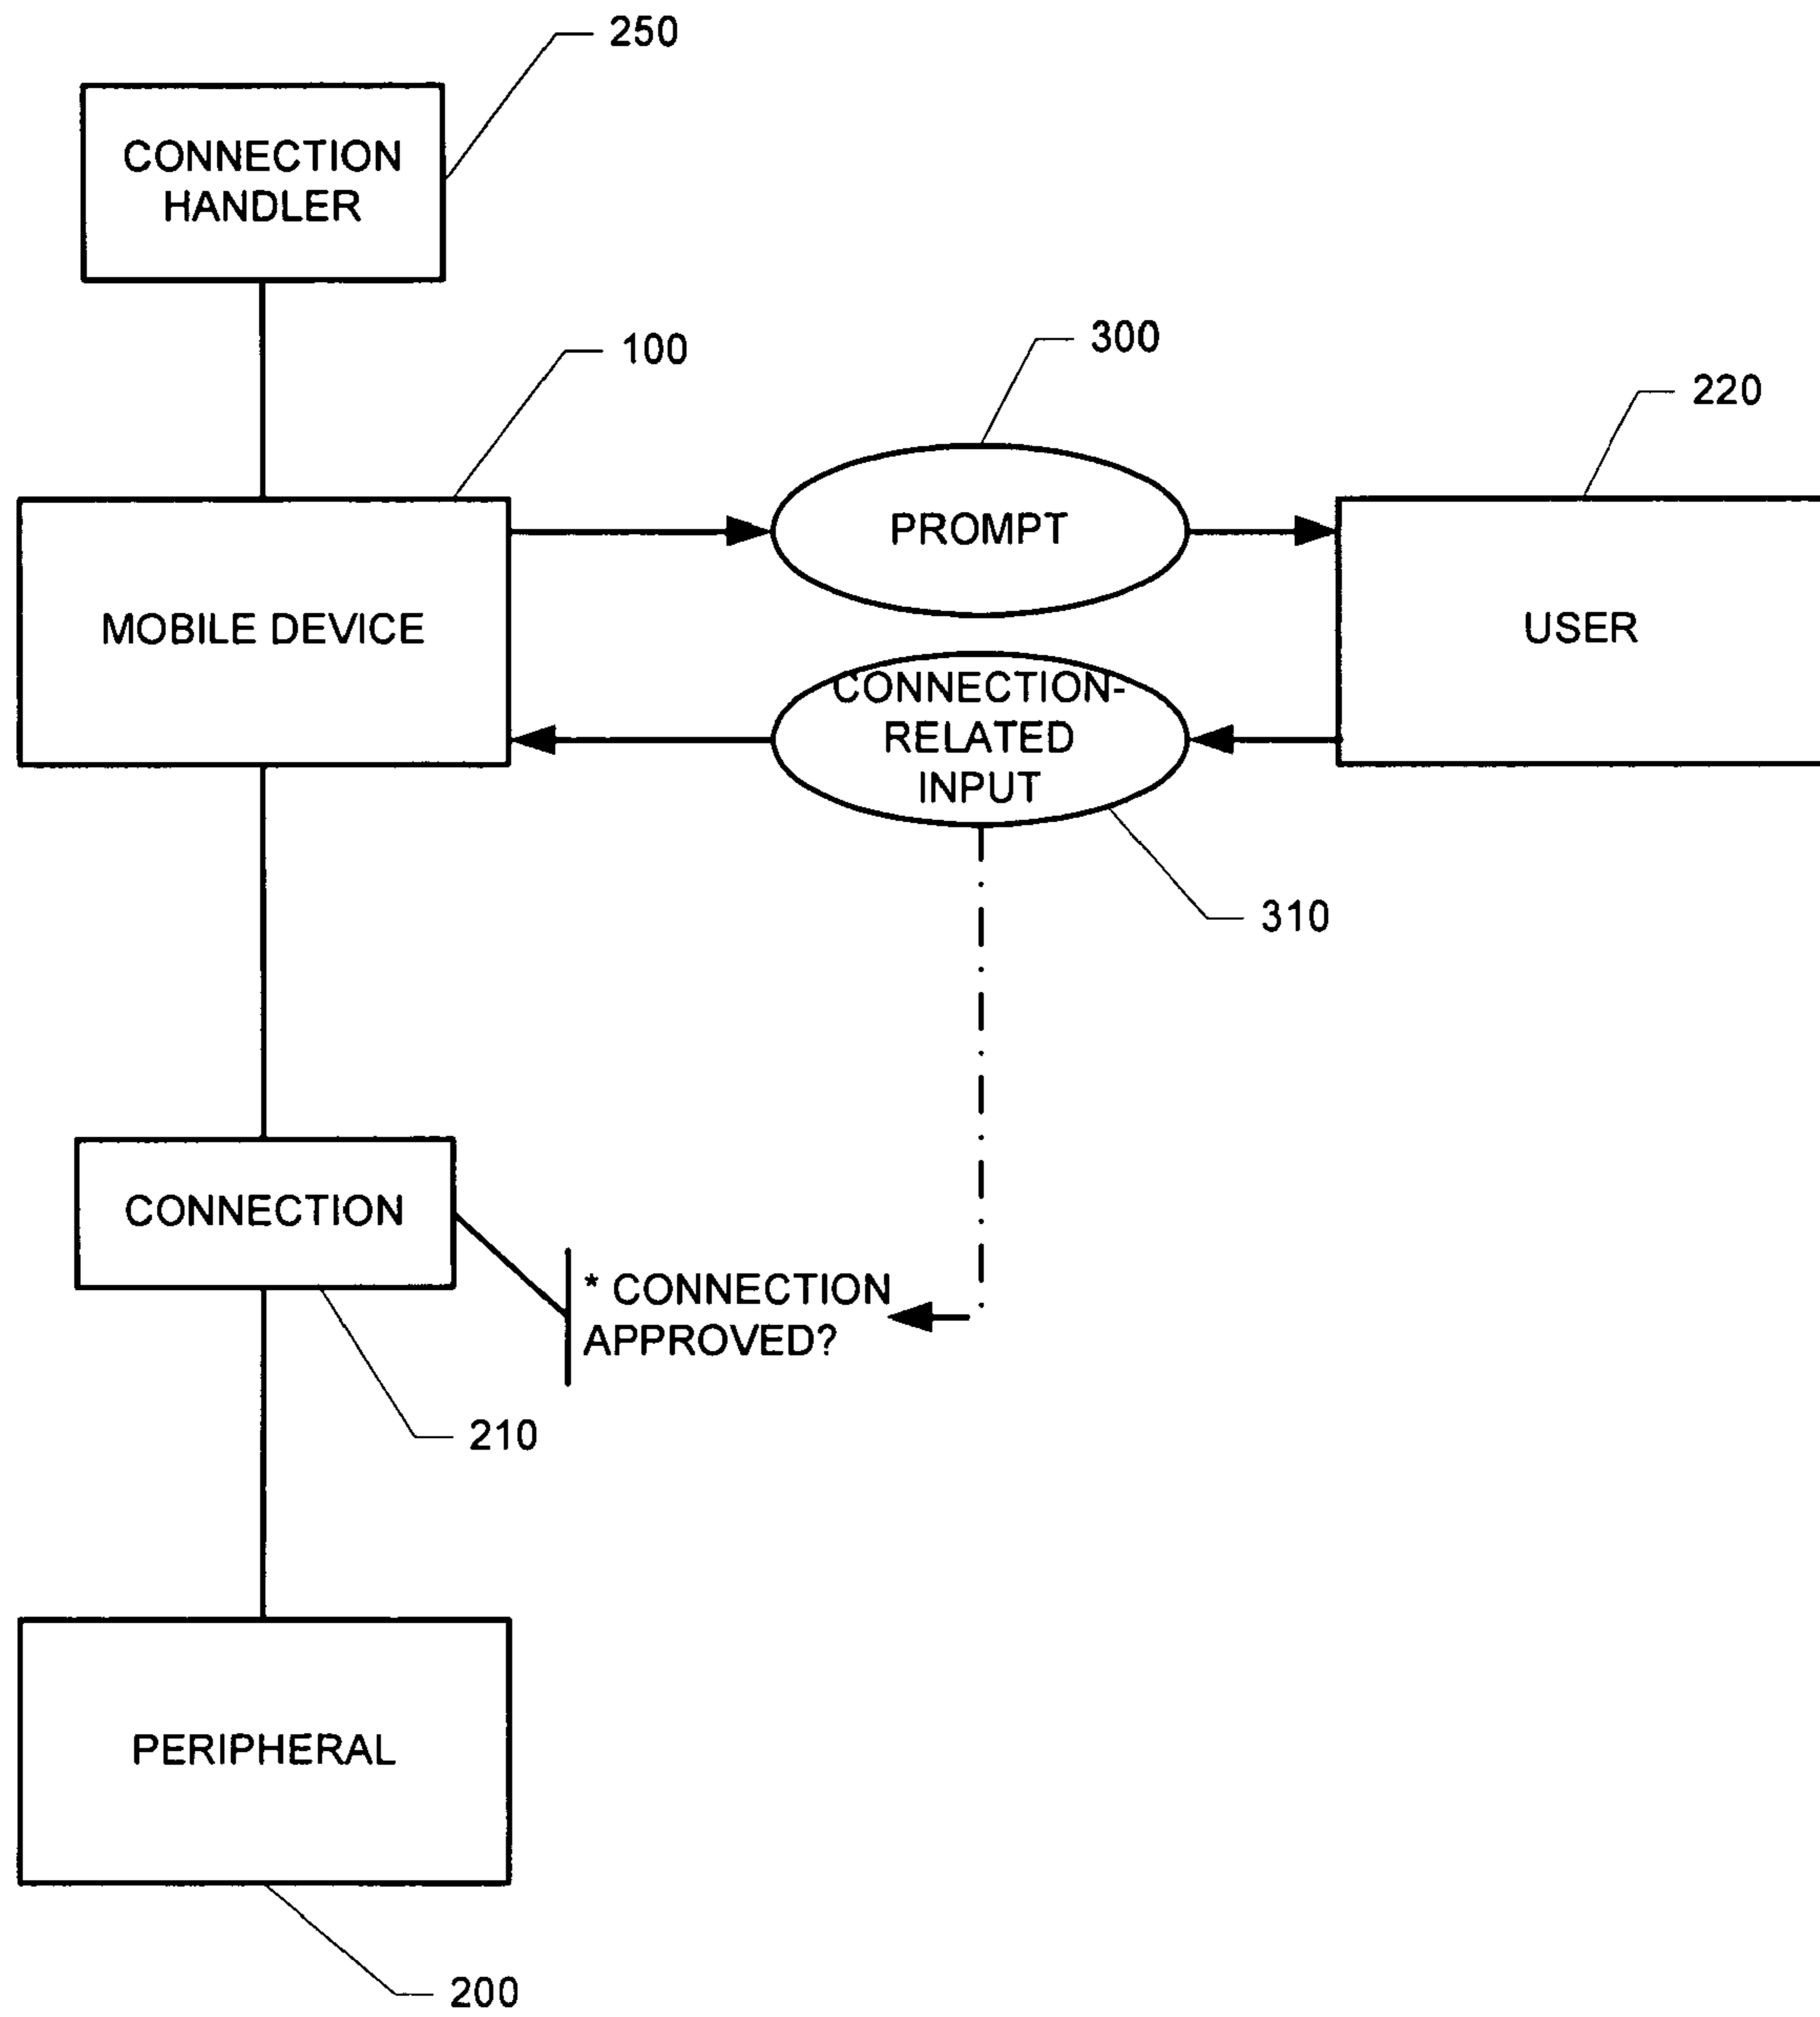 250
CONNECTION
HANDLER
100
300
220
PROMPT
MOBILE DEVICE
USER
CONNECTION-
RELATED
INPUT
310
CONNECTION
* CONNECTION
APPROVED?
210
PERIPHERAL
200